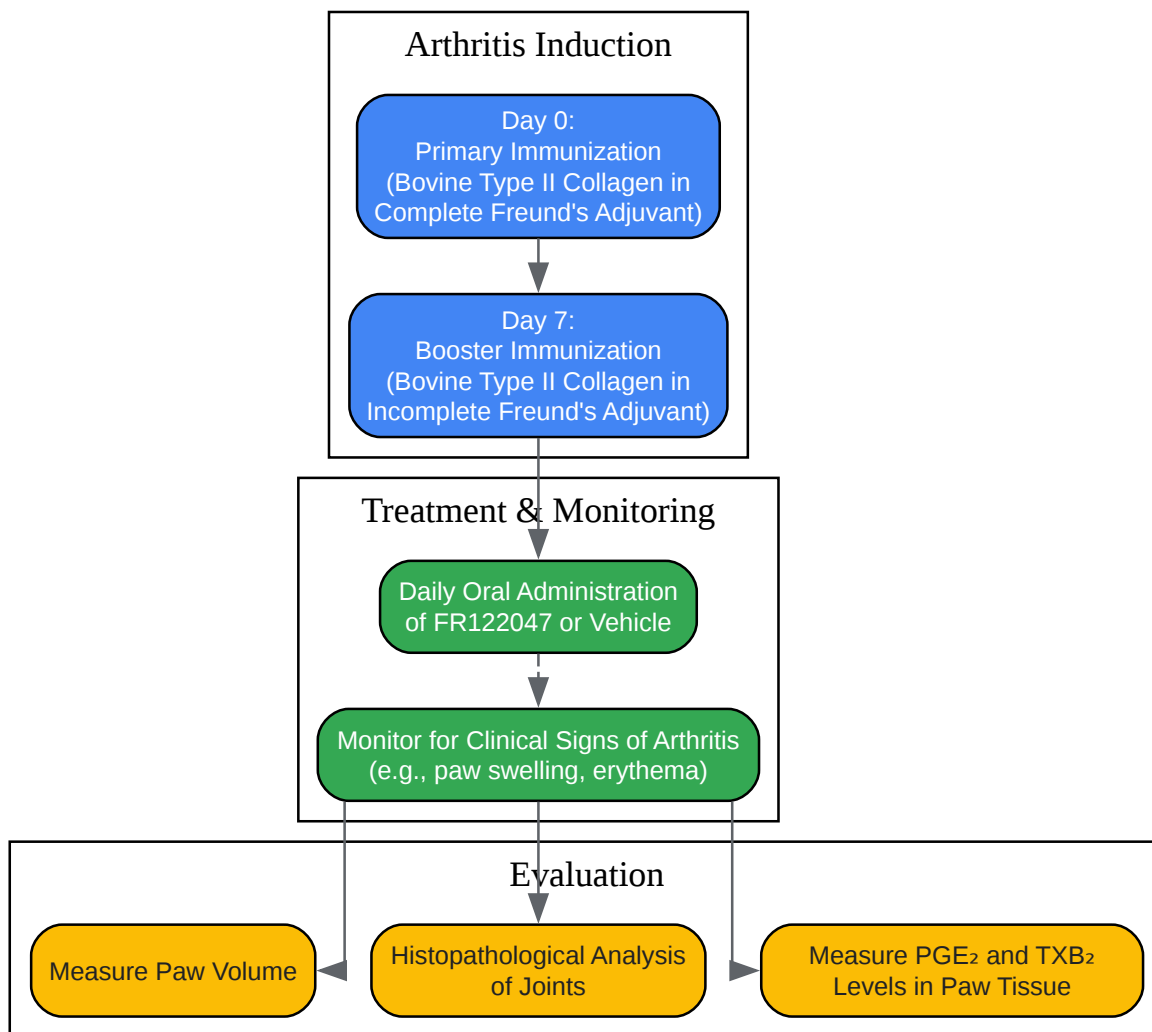 Arthritis Induction
Day 0:
Primary Immunization
(Bovine Type II Collagen in
Complete Freund's Adjuvant)
Day 7:
Booster Immunization
(Bovine Type II Collagen in
Incomplete Freund's Adjuvant)
Treatment & Monitoring
Daily Oral Administration
of FR122047 or Vehicle
Monitor for Clinical Signs of Arthritis
(e.g., paw swelling, erythema)
Evaluation
Measure Paw Volume
Histopathological Analysis
of Joints
Measure PGE₂ and TXB₂
Levels in Paw Tissue